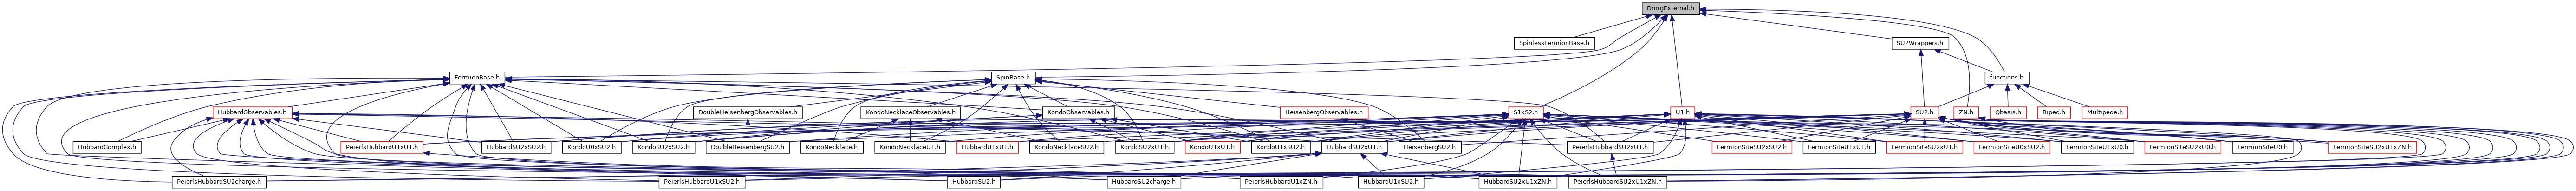 DmrgExternal.h
SpinlessFermionBase.h
SU2Wrappers.h
FermionBase.h
SpinBase.h
functions.h
HubbardObservables.h
DoubleHeisenbergObservables.h
KondoNecklaceObservables.h
KondoObservables.h
HeisenbergObservables.h
S1xS2.h
U1.h
SU2.h
ZN.h
Qbasis.h
Biped.h
Multipede.h
HubbardComplex.h
PeierlsHubbardU1xU1.h
HubbardSU2xSU2.h
KondoU0xSU2.h
KondoSU2xSU2.h
DoubleHeisenbergSU2.h
KondoNecklace.h
KondoNecklaceU1.h
HubbardU1xU1.h
KondoNecklaceSU2.h
KondoSU2xU1.h
KondoU1xU1.h
KondoU1xSU2.h
HubbardSU2xU1.h
HeisenbergSU2.h
PeierlsHubbardSU2xU1.h
FermionSiteSU2xSU2.h
FermionSiteU1xU1.h
FermionSiteSU2xU1.h
FermionSiteU0xSU2.h
FermionSiteU1xU0.h
FermionSiteSU2xU0.h
FermionSiteU0.h
FermionSiteSU2xU1xZN.h
PeierlsHubbardSU2charge.h
PeierlsHubbardU1xSU2.h
HubbardSU2.h
HubbardSU2charge.h
PeierlsHubbardU1xZN.h
HubbardU1xSU2.h
HubbardSU2xU1xZN.h
PeierlsHubbardSU2xU1xZN.h